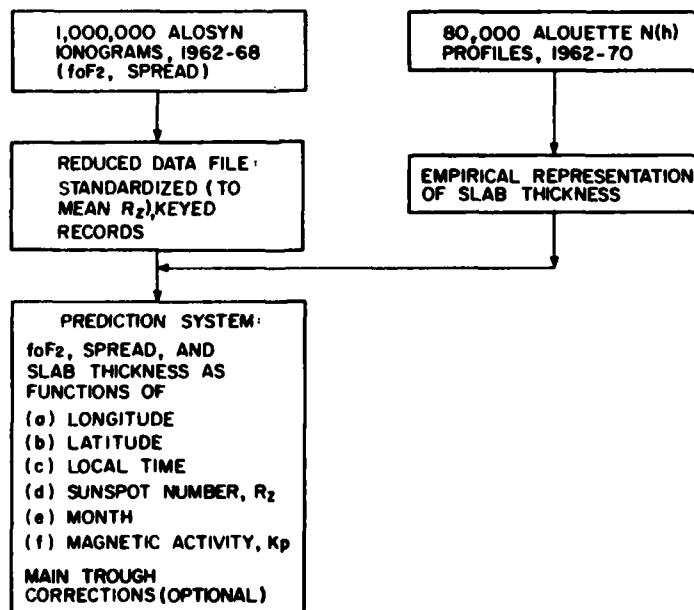 1,000,000 ALOSYN
IONOGRAMS, 1962-68
(foF2, SPREAD)
80,000 ALOUETTE N(h)
PROFILES, 1962-70
REDUCED DATA FILE:
STANDARDIZED (TO
MEAN Rz),KEYED
RECORDS
EMPIRICAL REPRESENTATION
OF SLAB THICKNESS
PREDICTION SYSTEM:
foF2, SPREAD, AND
SLAB THICKNESS AS
FUNCTIONS OF
(a) LONGITUDE
(b) LATITUDE
(c) LOCAL TIME
(d) SUNSPOT NUMBER, Rz
(e) MONTH
(f) MAGNETIC ACTIVITY, Kp
MAIN TROUGH
CORRECTIONS (OPTIONAL)